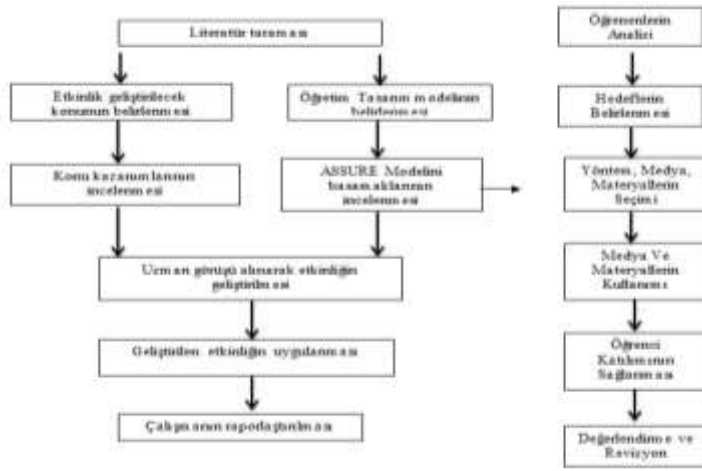 Literatür taraması
Etkinlik geliştirilecek
konunun belirlenmesi
Öğretim Tasarım modelinin
belirlenmesi
Konu kazanımlarının
incelenmesi
ASSURE Modelini
basamaklarının
incelenmesi
Uzman görüşü alınarak etkinliğin
geliştirilmesi
Geliştirilen etkinliğin uygulanması
Çalışmanın raporlaştırılması
Öğrenenlerin
Analizi
Hedeflerin
Belirlenmesi
Yöntem, Medya,
Materyallerin
Seçimi
Medya Ve
Materyallerin
Kullanımı
Öğrenci
Katılımının
Sağlanması
Değerlendirme ve
Revizyon